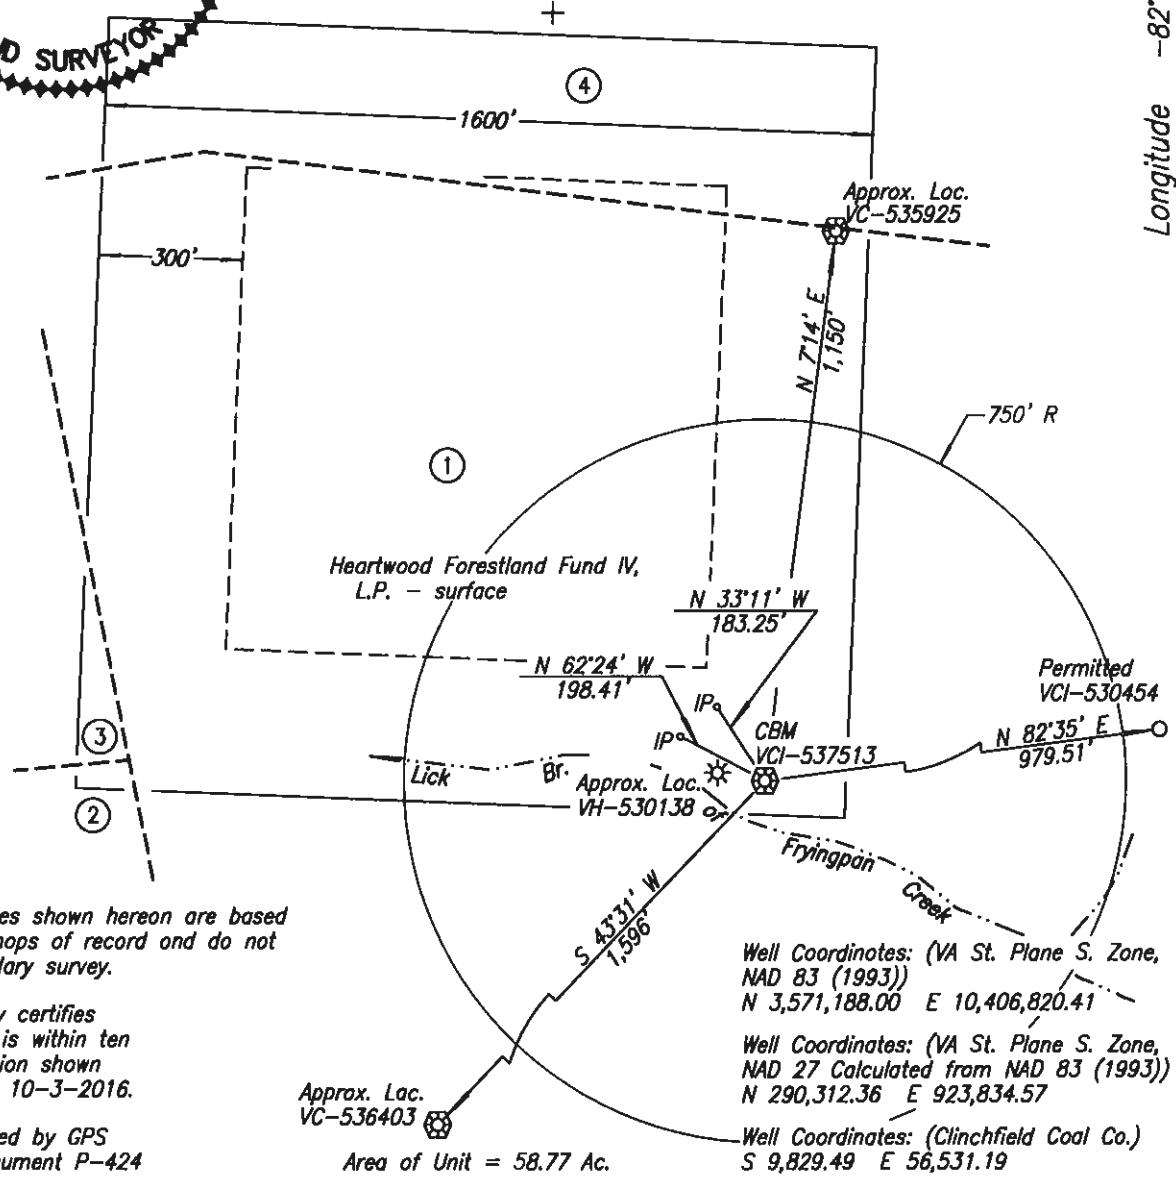 D SURVEYOR
Longitude -82°
4
1600'
Approx. Loc.
VC-535925
300'
N 7°14' E
1,150'
750' R
1
Heartwood Forestland Fund IV,
L.P. - surface
N 33°11' W
183.25'
N 62°24' W
198.41'
Permitted
VCI-530454
IP
CBM
VCI-537513
IP
N 82°35' E
979.51'
3
Lick Br.
Approx. Loc.
VH-530138
2
or
Fryingpan
Creek
S 43°31' W
1,596'
es shown hereon are based
maps of record and do not
dary survey.
y certifies
is within ten
ion shown
10-3-2016.
ed by GPS
ument P-424
Well Coordinates: (VA St. Plane S. Zone,
NAD 83 (1993))
N 3,571,188.00 E 10,406,820.41
Well Coordinates: (VA St. Plane S. Zone,
NAD 27 Calculated from NAD 83 (1993))
N 290,312.36 E 923,834.57
Approx. Loc.
VC-536403
Well Coordinates: (Clinchfield Coal Co.)
S 9,829.49 E 56,531.19
Area of Unit = 58.77 Ac.